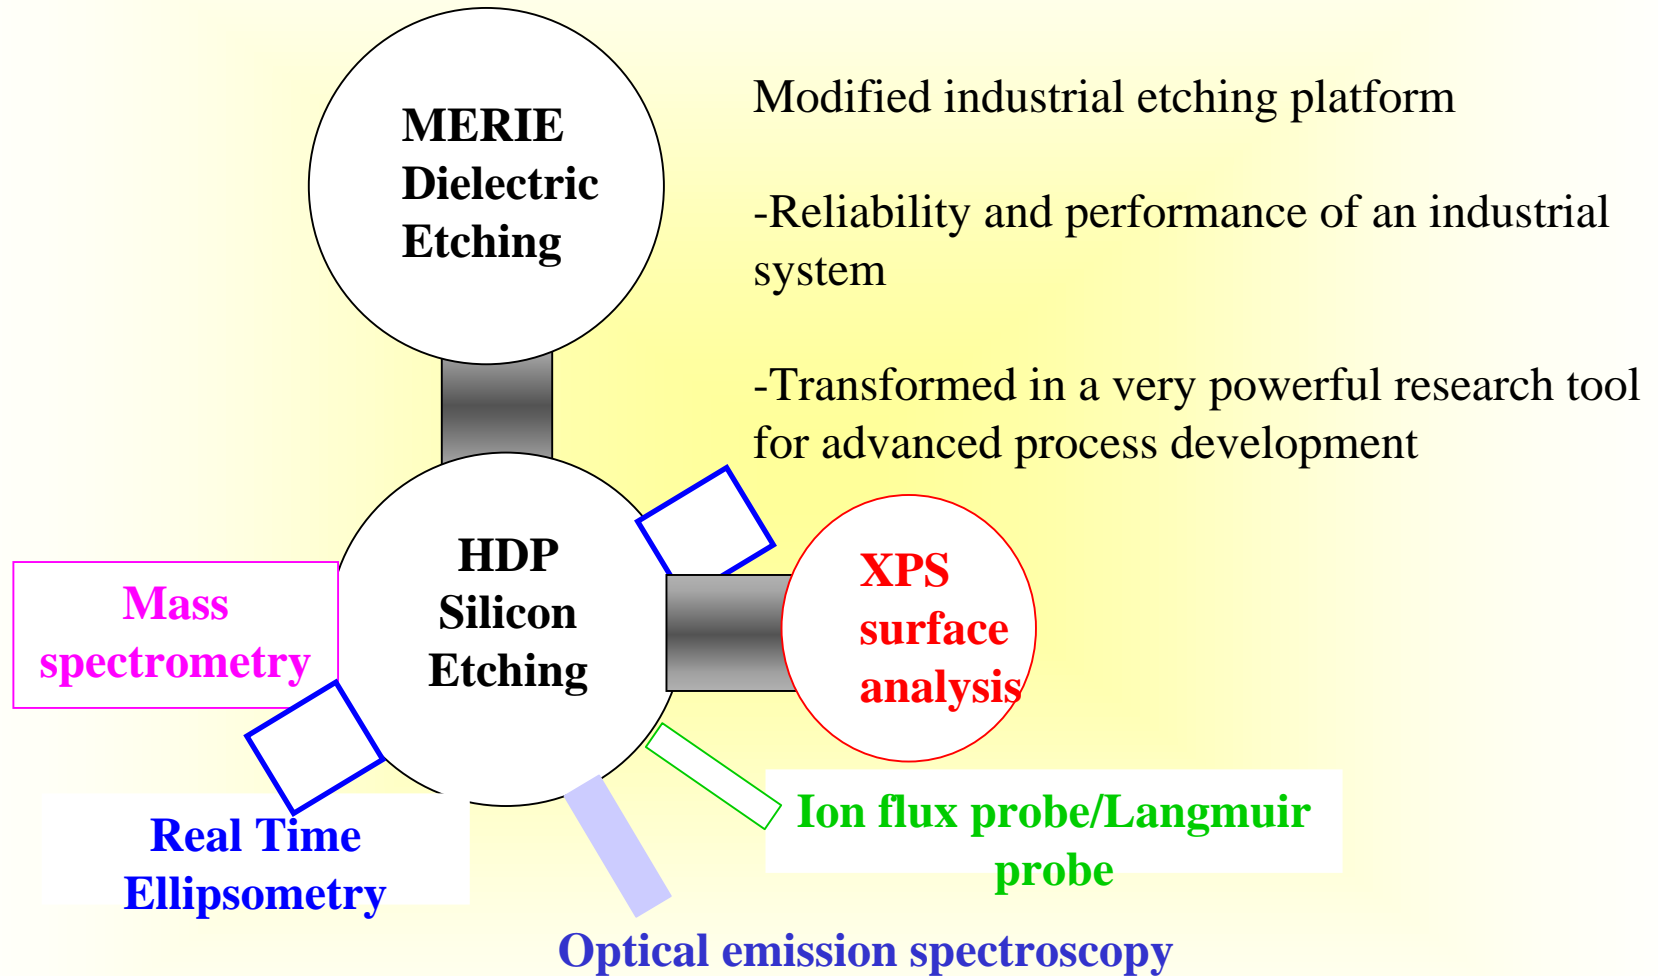 MERIE
Dielectric
Etching
Modified industrial etching platform
-Reliability and performance of an industrial
system
-Transformed in a very powerful research tool
for advanced process development
HDP
Silicon
Etching
XPS
surface
analysis
Mass
spectrometry
Real Time
Ellipsometry
Ion flux probe/Langmuir
probe
Optical emission spectroscopy